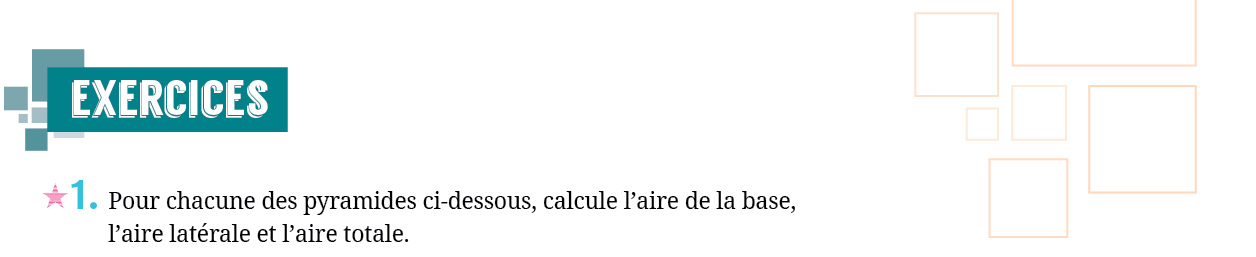 EXERCICES
1. Pour chacune des pyramides ci-dessous, calcule l’aire de la base,
l’aire latérale et l’aire totale.